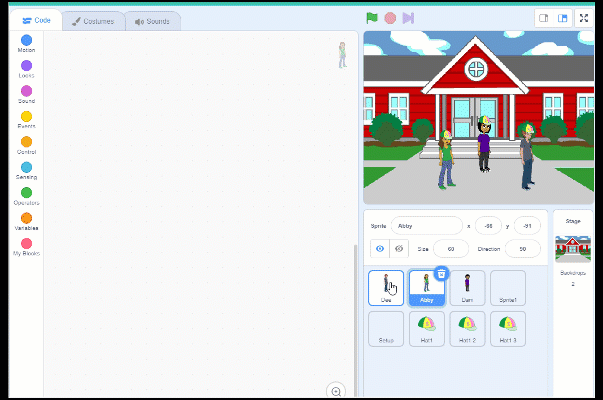 Code
Costumes
Sounds
Motion
Looks
Sound
Events
Control
Sensing
Operators
Variables
My Blocks
Sprite Abby x -86 y -91
Size 60 Direction 90
Dee Abby Dani Sprite1
Setup Hat1 Hat1 2 Hat1 3
Stage
Backdrops
2